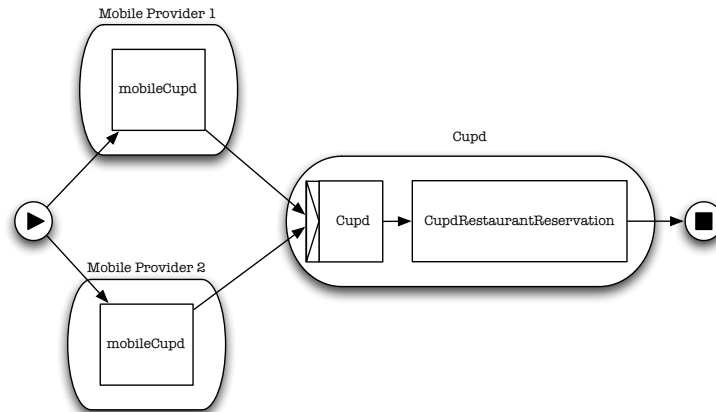 Mobile Provider 1
mobileCupd
Cupd
Cupd
CupdRestaurantReservation
Mobile Provider 2
mobileCupd